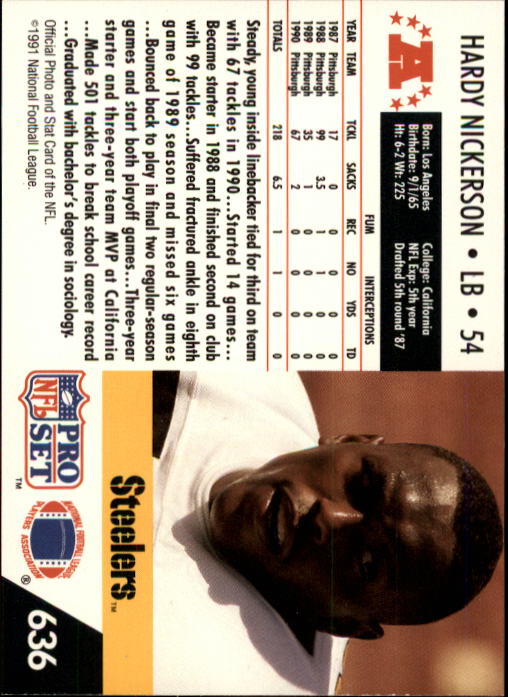 HARDY NICKERSON • LB • 54
A
Born: Los Angeles College: California
Birthdate: 9/1/65 NFL Exp: 5th year
Ht: 6-2 Wt: 225 Drafted 5th round '87
FUM INTERCEPTIONS
YEAR TEAM TCKL SACKS REC NO YDS TD
1987 Pittsburgh 17 0 0 0 0 0
1988 Pittsburgh 99 3.5 1 1 0 0
1989 Pittsburgh 35 1 0 0 0 0
1990 Pittsburgh 67 2 0 0 0 0
TOTALS 218 6.5 1 1 0 0
Steady, young inside linebacker tied for third on team
with 67 tackles in 1990...Started 14 games...
Became starter in 1988 and finished second on club
with 99 tackles...Suffered fractured ankle in eighth
game of 1989 season and missed six games
...Bounced back to play in final two regular-season
games and start both playoff games...Three-year
starter and three-year team MVP at California
...Made 501 tackles to break school career record
...Graduated with bachelor's degree in sociology.
Official Photo and Stat Card of the NFL.
©1991 National Football League.
Steelers™
NFL PRO SET™
NATIONAL FOOTBALL LEAGUE PLAYERS ASSOCIATION ®
636